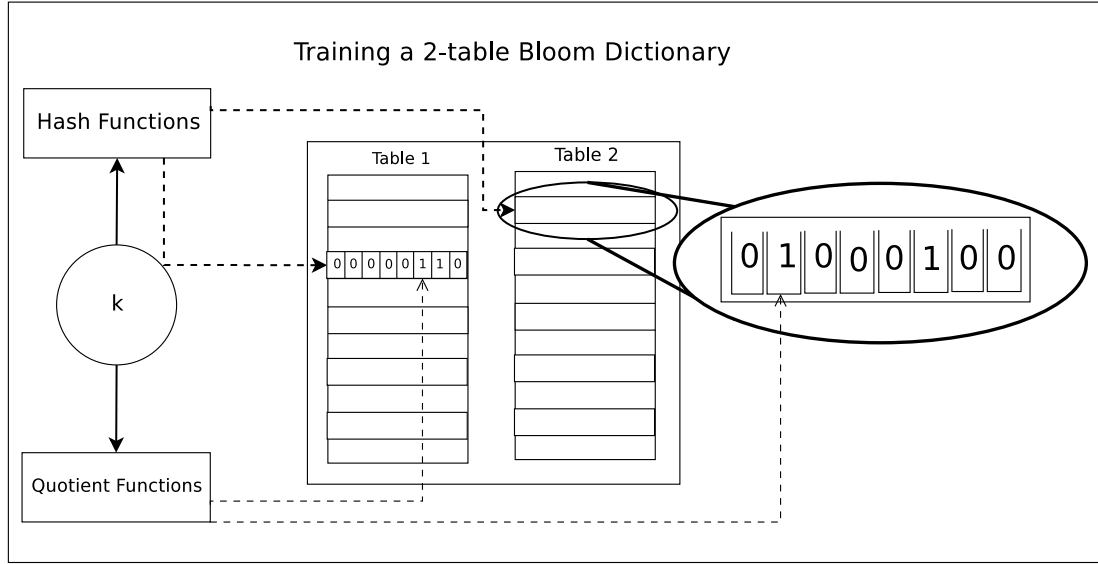 Training a 2-table Bloom Dictionary
Hash Functions
Table 1
Table 2
0 0 0 0 0 1 1 0
0 1 0 0 0 1 0 0
k
Quotient Functions